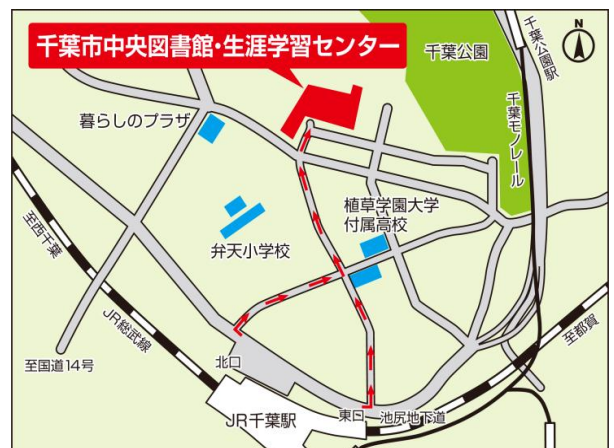 千葉市中央図書館・生涯学習センター
千葉公園
N
千葉公園駅
千葉モノレール
暮らしのプラザ
植草学園大学
付属高校
弁天小学校
至西千葉
JR総武線
至都賀
至国道14号
北口
東口
池尻地下道
JR千葉駅